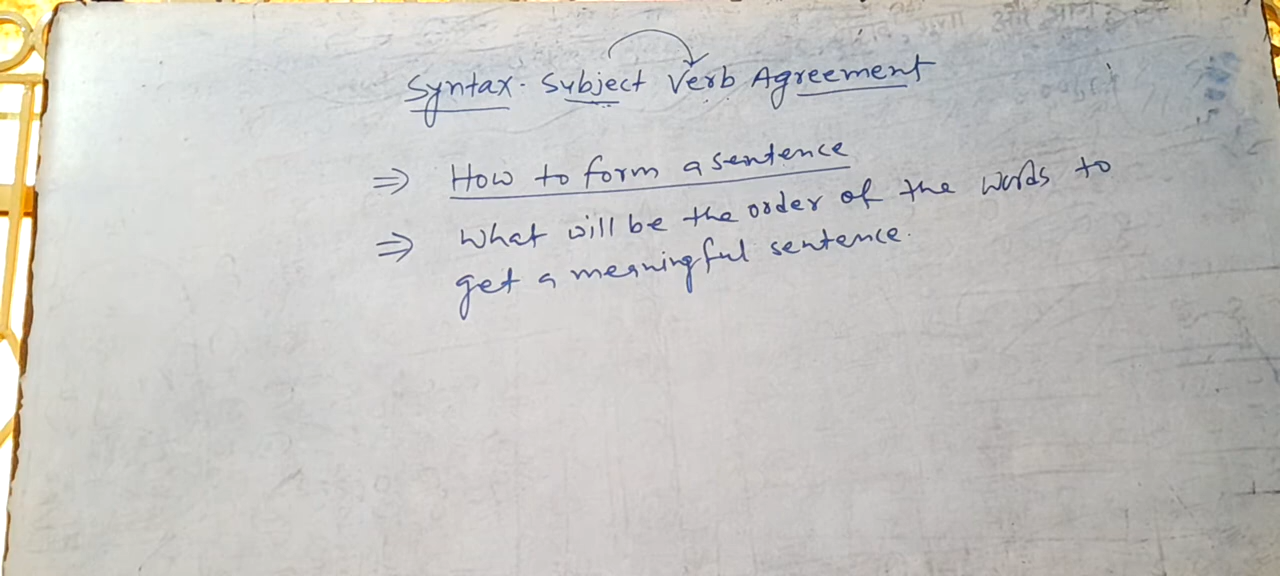 Syntax. Subject Verb Agreement
⇒ How to form a sentence
⇒ What will be the order of the words to
get a meaningful sentence.